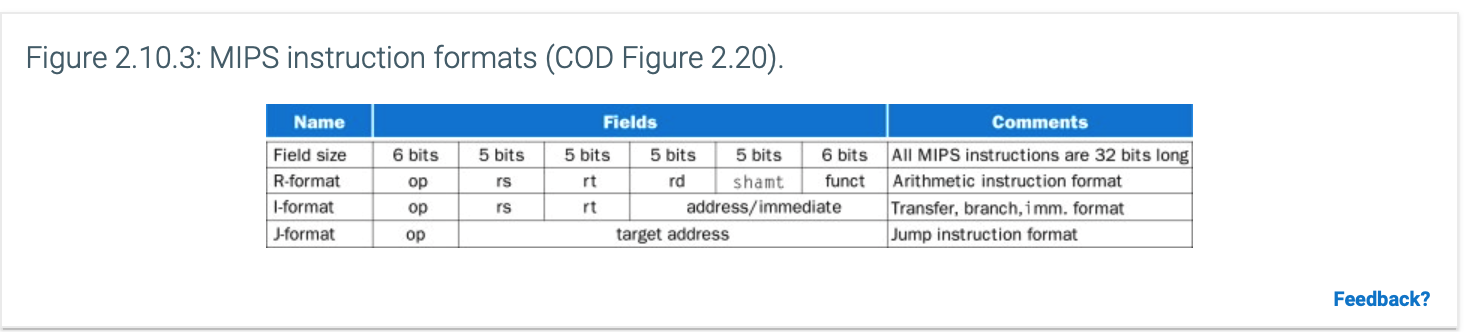 Figure 2.10.3: MIPS instruction formats (COD Figure 2.20).
Name Fields Comments
Field size 6 bits 5 bits 5 bits 5 bits 5 bits 6 bits All MIPS instructions are 32 bits long
R-format op rs rt rd shamt funct Arithmetic instruction format
I-format op rs rt address/immediate Transfer, branch, imm. format
J-format op target address Jump instruction format
Feedback?